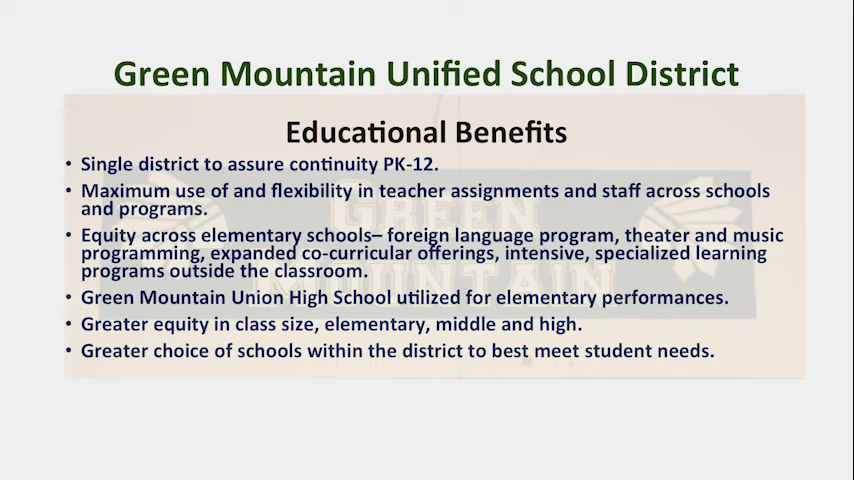 Green Mountain Unified School District
Educational Benefits
• Single district to assure continuity PK-12.
• Maximum use of and flexibility in teacher assignments and staff across schools
and programs.
• Equity across elementary schools– foreign language program, theater and music
programming, expanded co-curricular offerings, intensive, specialized learning
programs outside the classroom.
• Green Mountain Union High School utilized for elementary performances.
• Greater equity in class size, elementary, middle and high.
• Greater choice of schools within the district to best meet student needs.
GREEN
MOUNTAIN